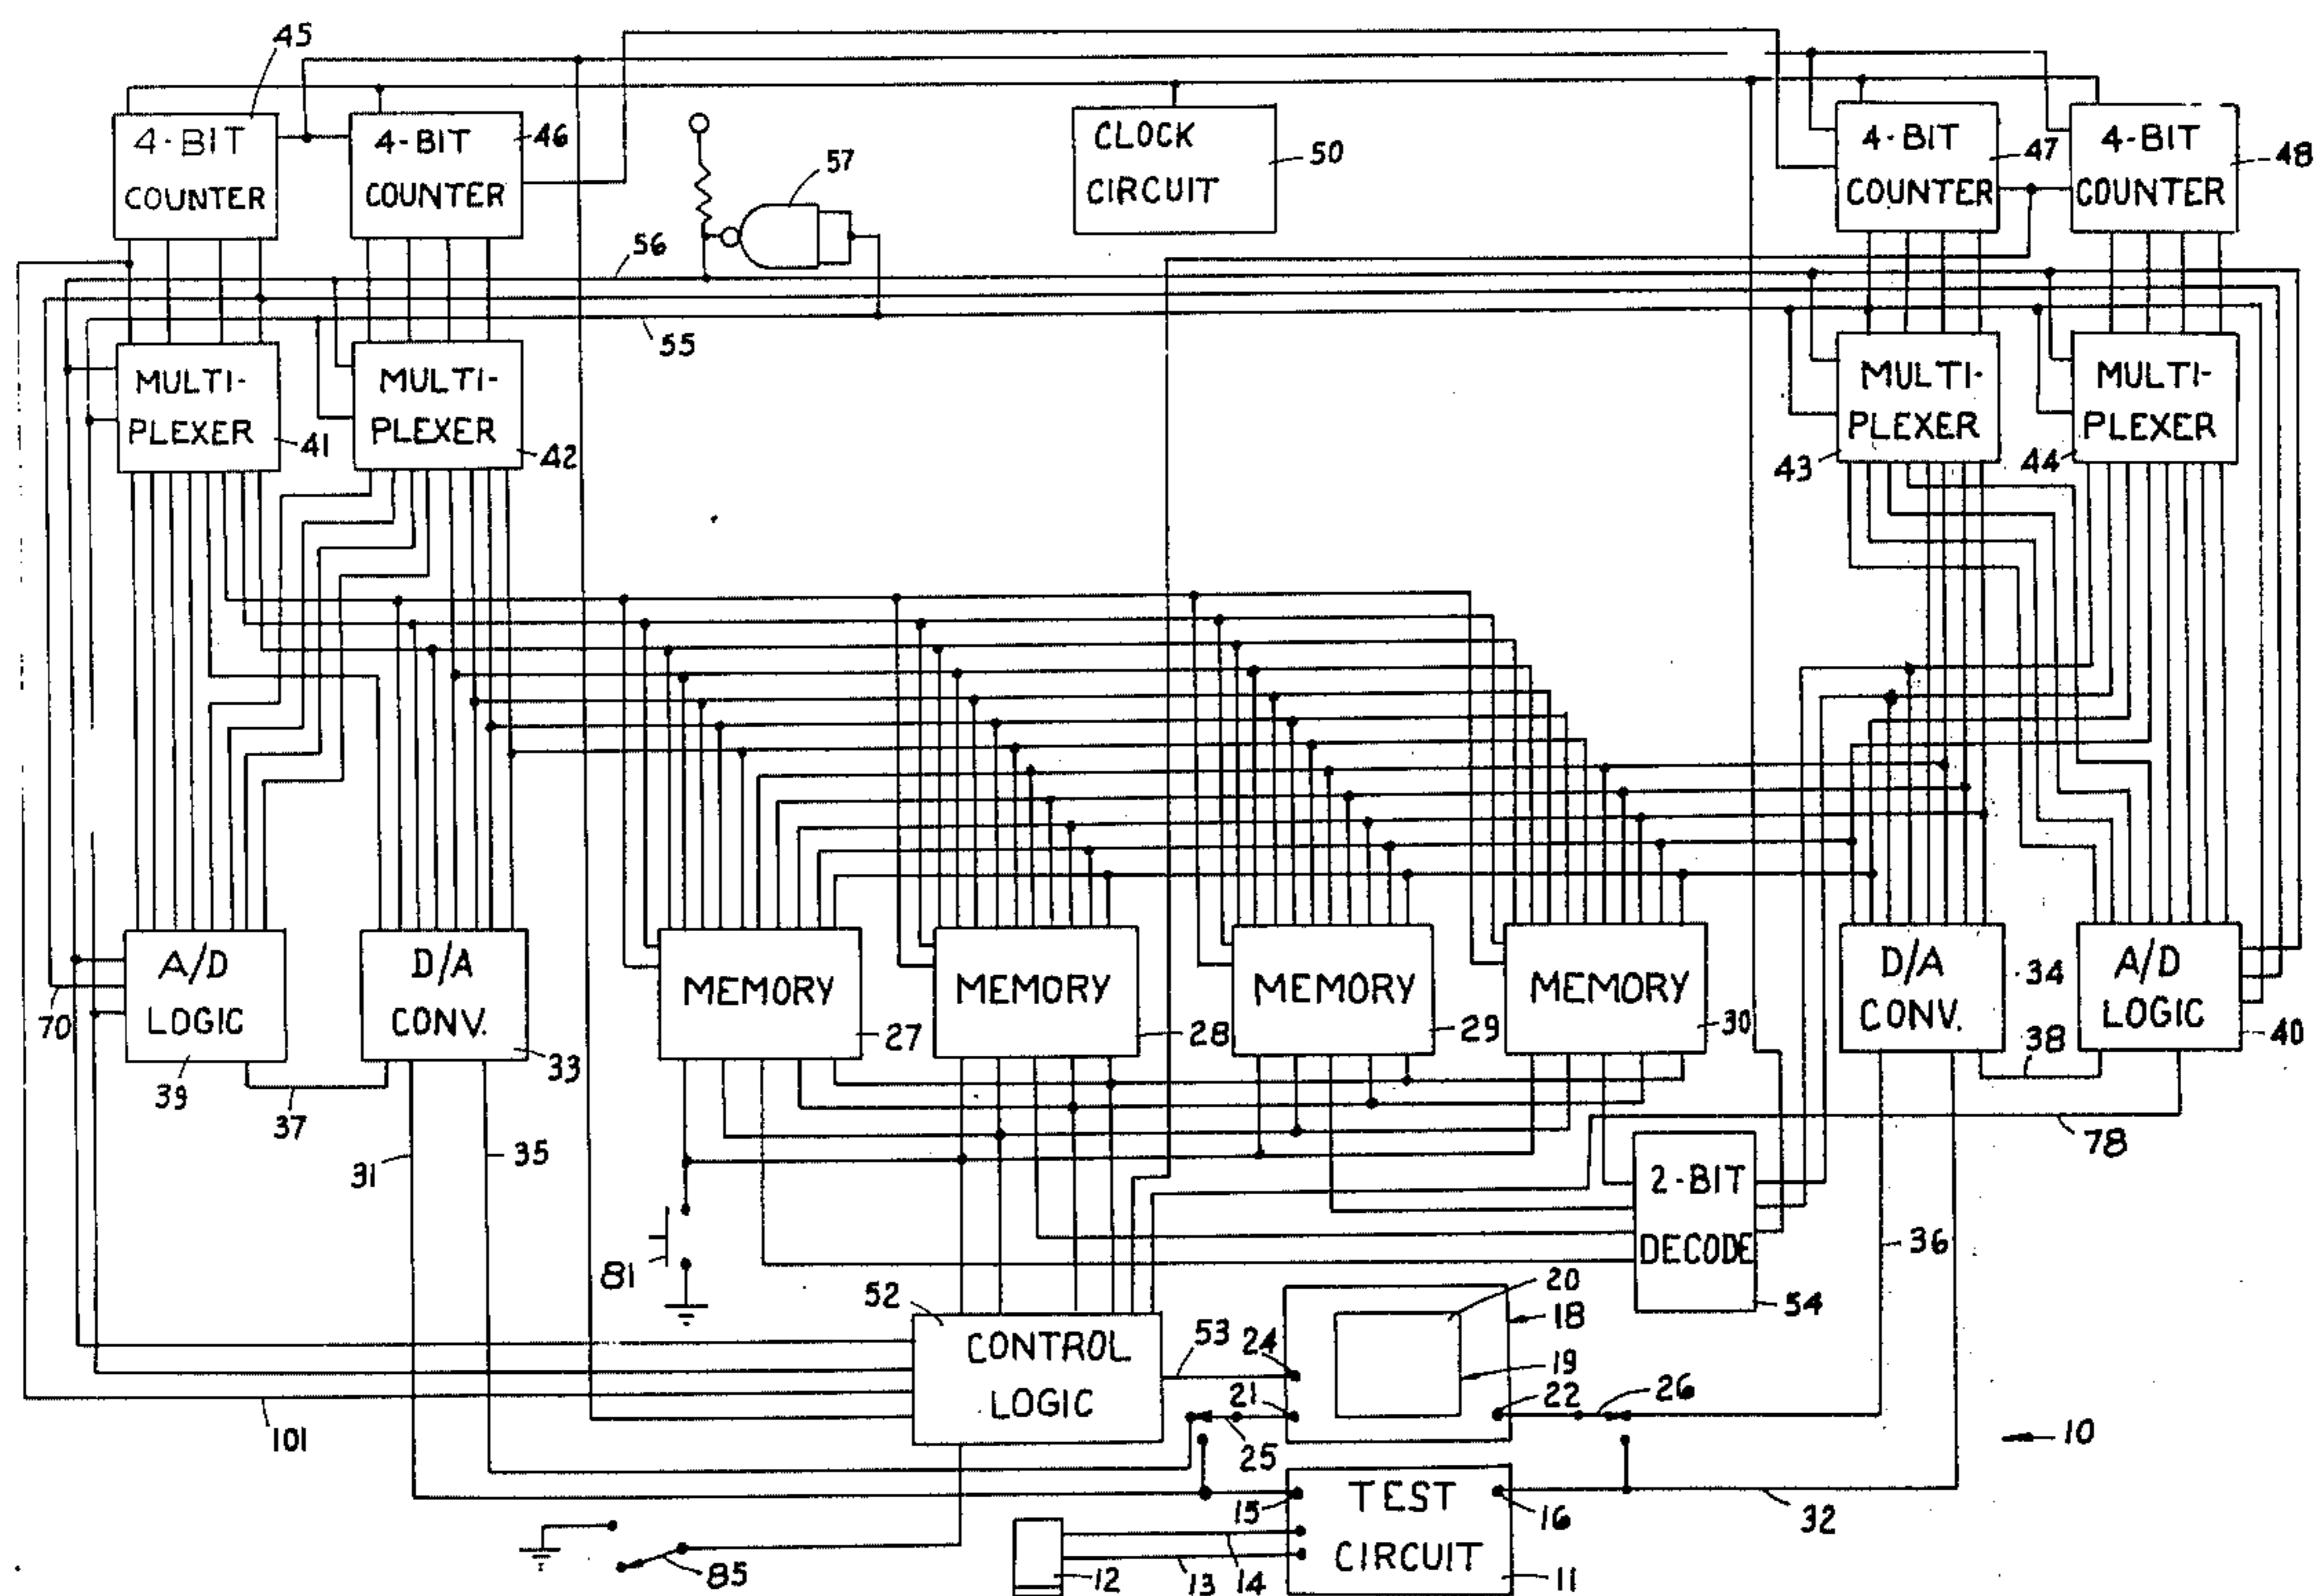 45
4-BIT
COUNTER
4-BIT
COUNTER
46
57
CLOCK
CIRCUIT
50
4-BIT
COUNTER
47
4-BIT
COUNTER
48
56
55
MULTI-
PLEXER
41
MULTI-
PLEXER
42
MULTI-
PLEXER
43
MULTI-
PLEXER
44
A/D
LOGIC
39
70
D/A
CONV.
33
37
MEMORY
27
MEMORY
28
MEMORY
29
MEMORY
30
D/A
CONV.
34
A/D
LOGIC
40
38
78
31
35
2-BIT
DECODE
54
36
81
52
CONTROL
LOGIC
53
24
20
18
19
21
22
26
25
101
10
TEST
CIRCUIT
15
16
32
85
12
13
14
11